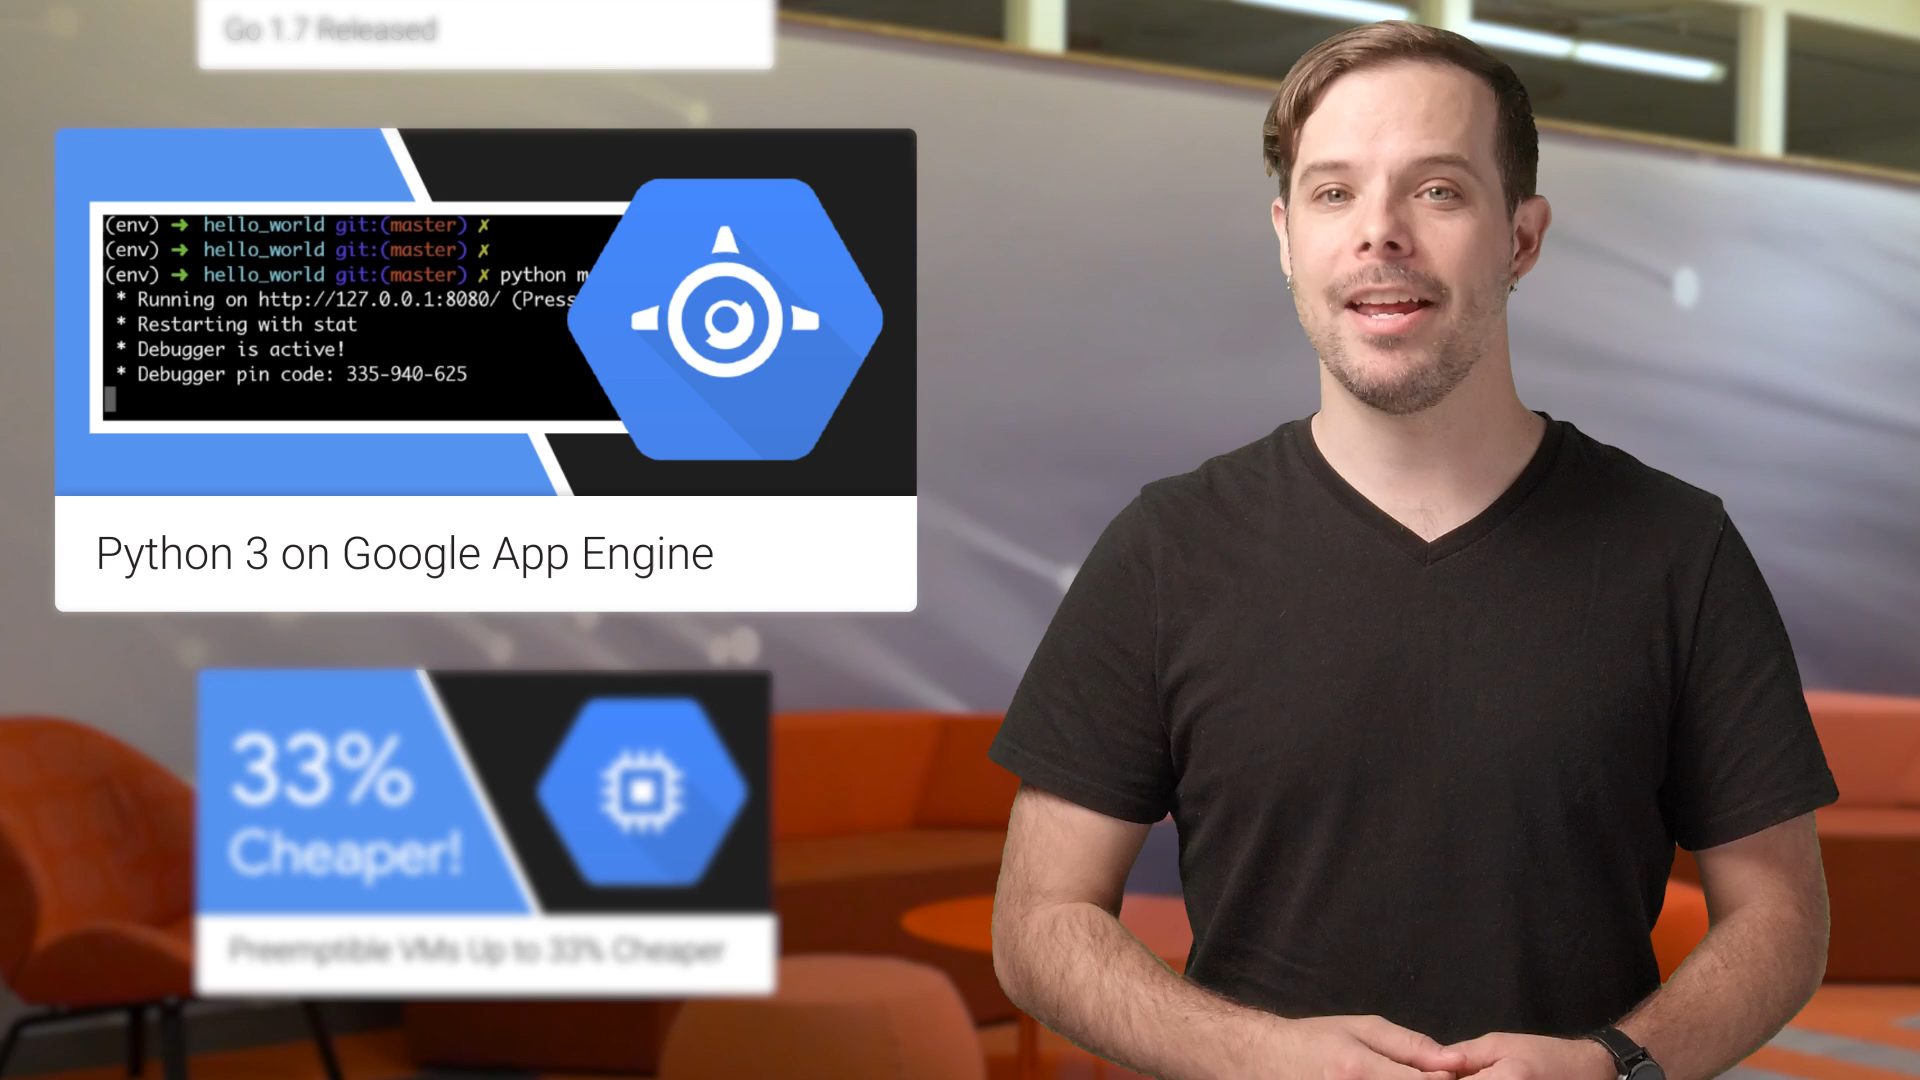 Go 1.7 Released
(env) ➜ hello_world git:(master) ✗
(env) ➜ hello_world git:(master) ✗
(env) ➜ hello_world git:(master) ✗ python m
* Running on http://127.0.0.1:8080/ (Press
* Restarting with stat
* Debugger is active!
* Debugger pin code: 335-940-625
Python 3 on Google App Engine
33%
Cheaper!
Preemptible VMs Up to 33% Cheaper